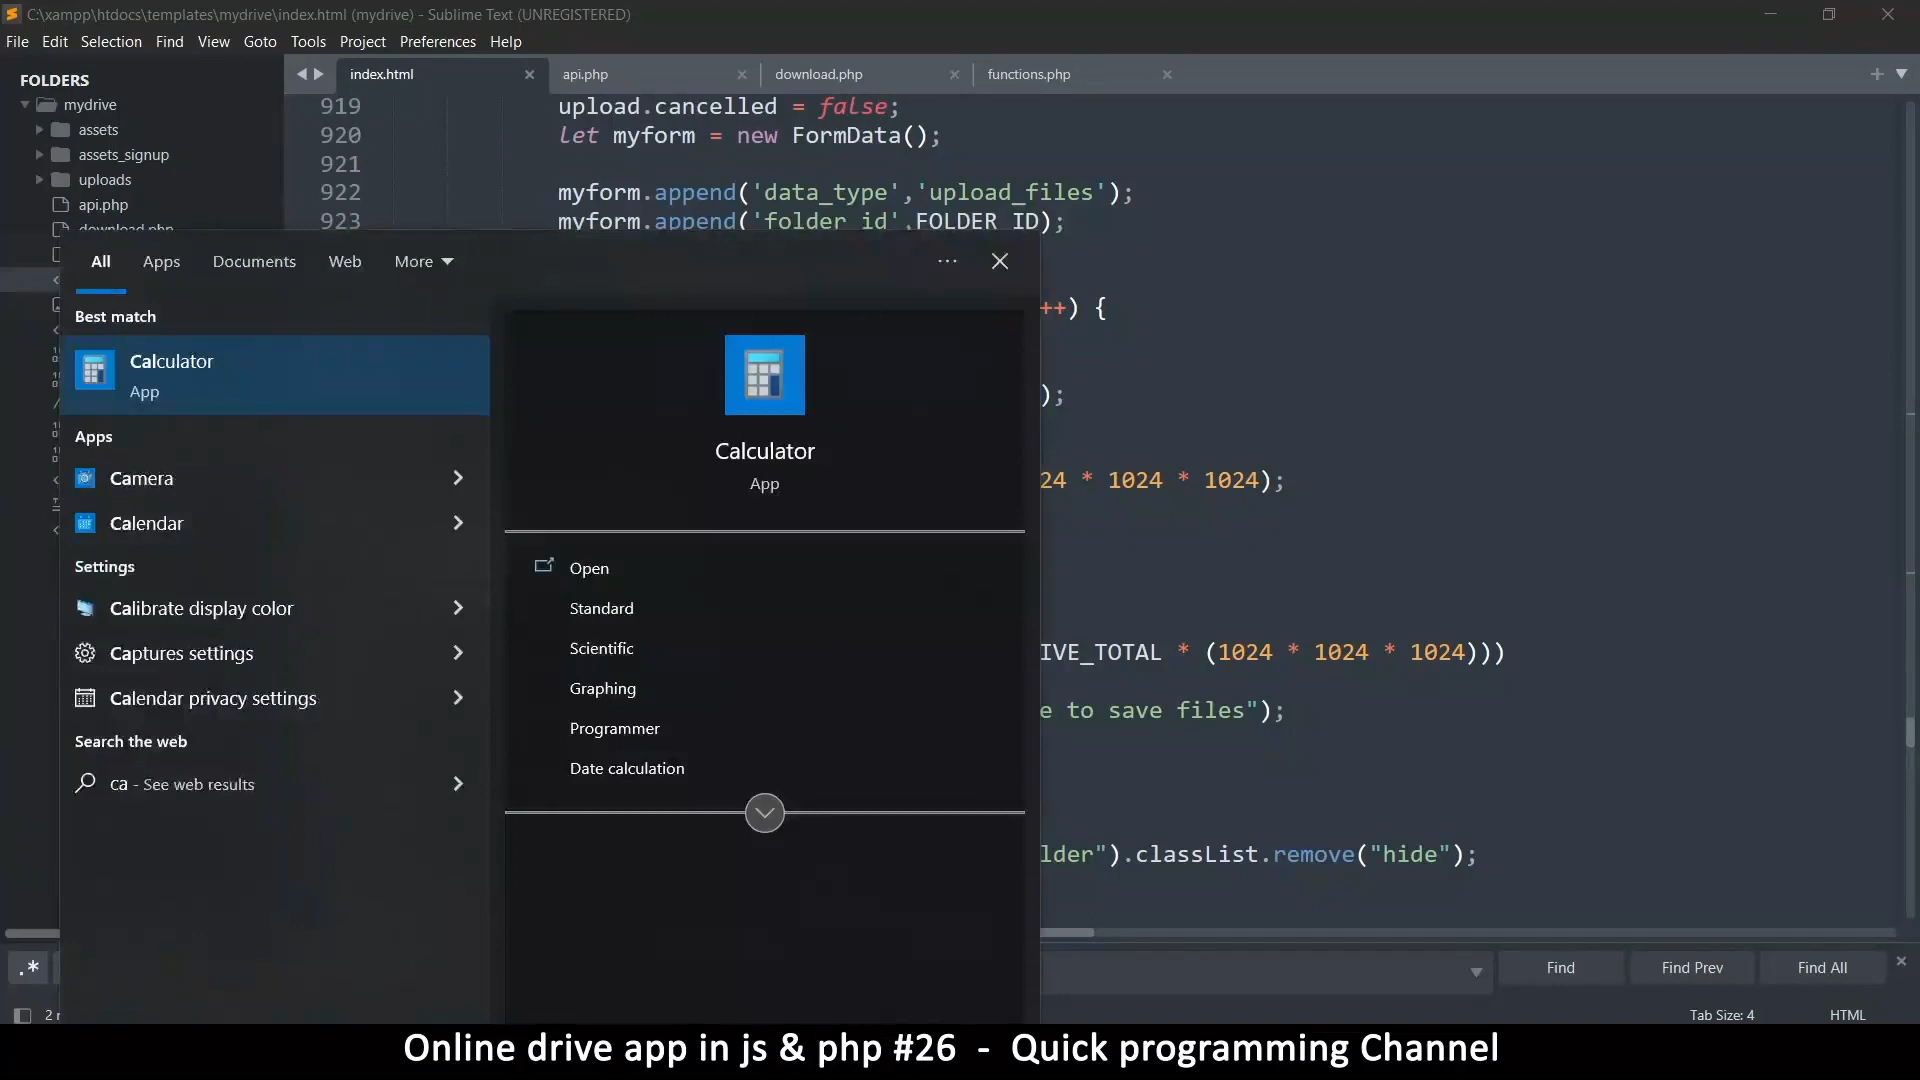 C:\xampp\htdocs\templates\mydrive\index.html (mydrive) - Sublime Text (UNREGISTERED)
File Edit Selection Find View Goto Tools Project Preferences Help
FOLDERS
mydrive
assets
assets_signup
uploads
api.php
download.php
index.html
api.php
download.php
functions.php
919 upload.cancelled = false;
920 let myform = new FormData();
921
922 myform.append('data_type','upload_files');
923 myform.append('folder_id',FOLDER_ID);
++) {
);
24 * 1024 * 1024);
IVE_TOTAL * (1024 * 1024 * 1024)))
e to save files");
lder").classList.remove("hide");
All Apps Documents Web More
Best match
Calculator
App
Apps
Camera
Calendar
Settings
Calibrate display color
Captures settings
Calendar privacy settings
Search the web
ca - See web results
Calculator
App
Open
Standard
Scientific
Graphing
Programmer
Date calculation
.*
Find Find Prev Find All
Tab Size: 4 HTML
Online drive app in js & php #26 - Quick programming Channel